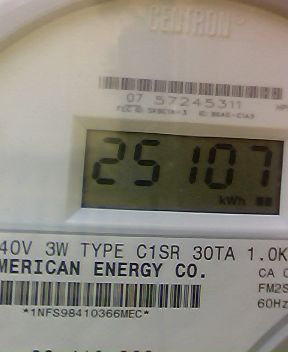 CENTRON®
07 57245311
25107
kWh
40V 3W TYPE C1SR 30TA 1.0K
MERICAN ENERGY CO.
CA
FM2S
60Hz
*1NFS98410366MEC*